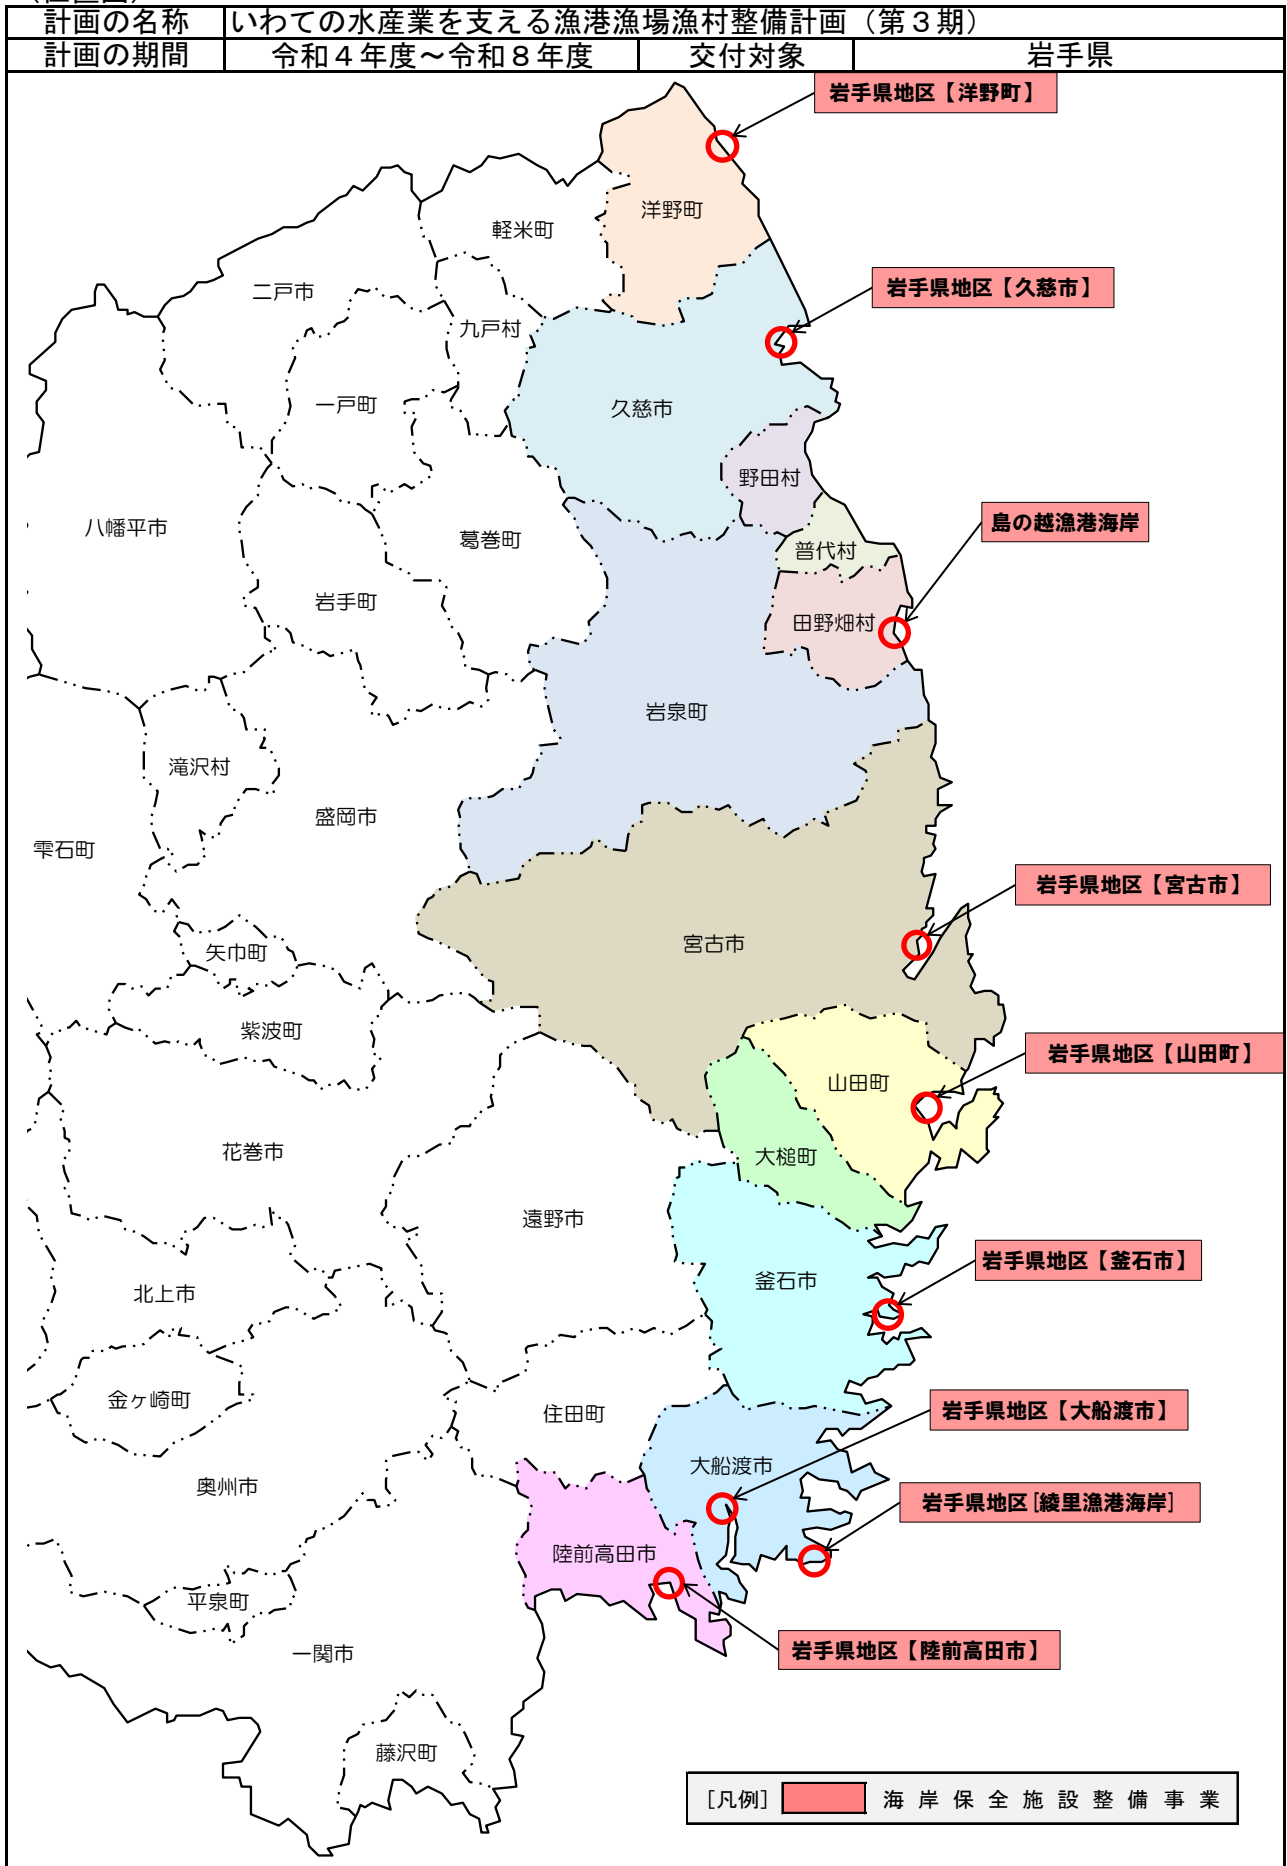 計画の名称 いわての水産業を支える漁港漁場漁村整備計画（第３期）
計画の期間 令和４年度～令和８年度 交付対象 岩手県
岩手県地区【洋野町】
洋野町
軽米町
二戸市
岩手県地区【久慈市】
九戸村
一戸町
久慈市
野田村
八幡平市
葛巻町
島の越漁港海岸
普代村
岩手町
田野畑村
岩泉町
滝沢村
盛岡市
雫石町
岩手県地区【宮古市】
宮古市
矢巾町
紫波町
岩手県地区【山田町】
山田町
花巻市
大槌町
遠野市
岩手県地区【釜石市】
釜石市
北上市
金ヶ崎町
住田町
岩手県地区【大船渡市】
大船渡市
奥州市
岩手県地区[綾里漁港海岸]
陸前高田市
平泉町
岩手県地区【陸前高田市】
一関市
藤沢町
[凡例] 海岸保全施設整備事業